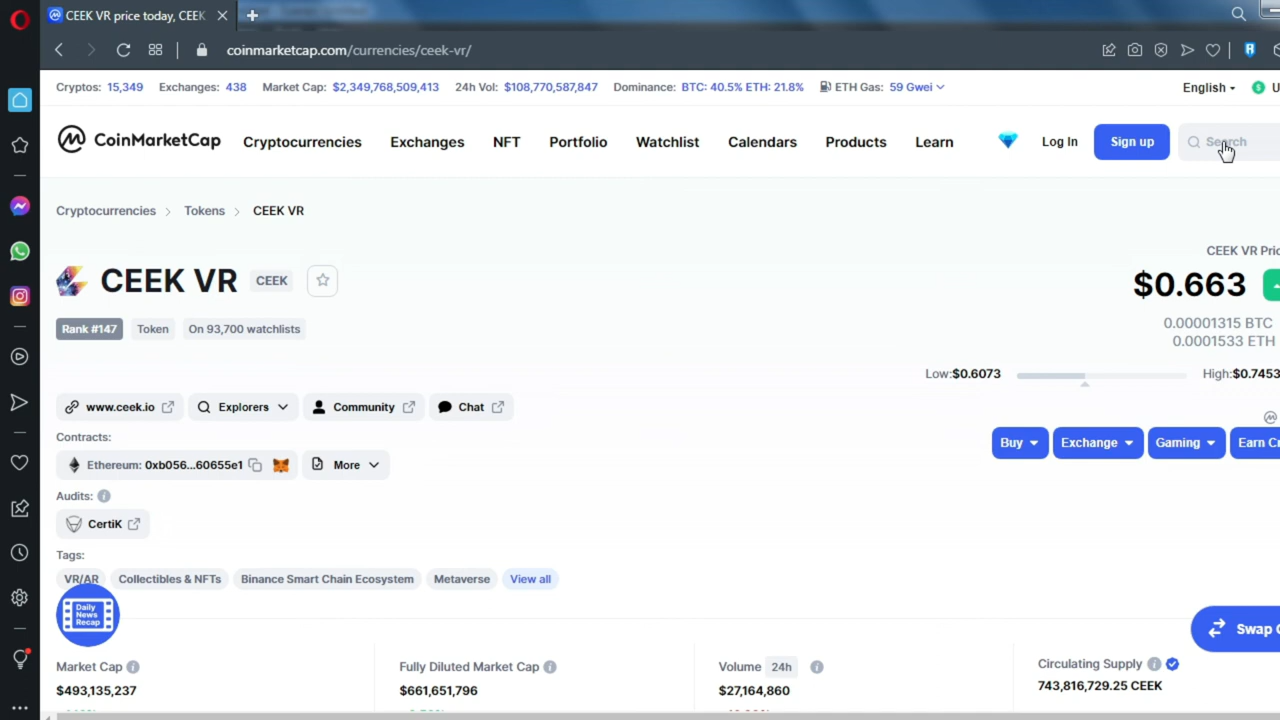 CEEK VR price today, CEEK
coinmarketcap.com/currencies/ceek-vr/
Cryptos: 15,349 Exchanges: 438 Market Cap: $2,349,768,509,413 24h Vol: $108,770,587,847 Dominance: BTC: 40.5% ETH: 21.8% ETH Gas: 59 Gwei English
CoinMarketCap Cryptocurrencies Exchanges NFT Portfolio Watchlist Calendars Products Learn Log In Sign up Search
Cryptocurrencies > Tokens > CEEK VR
CEEK VR Pric
CEEK VR CEEK
$0.663
Rank #147 Token On 93,700 watchlists
0.00001315 BTC
0.0001533 ETH
Low:$0.6073 High:$0.7453
www.ceek.io Explorers Community Chat
Contracts:
Buy Exchange Gaming Earn Cr
Ethereum: 0xb056...60655e1 More
Audits:
CertiK
Tags:
VR/AR Collectibles & NFTs Binance Smart Chain Ecosystem Metaverse View all
Daily
News
Recap
Swap
Market Cap Fully Diluted Market Cap Volume 24h Circulating Supply
$493,135,237 $661,651,796 $27,164,860 743,816,729.25 CEEK